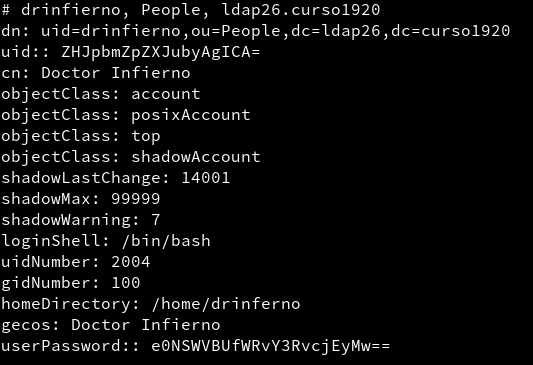 # drinfierno, People, ldap26.curso1920
dn: uid=drinfierno,ou=People,dc=ldap26,dc=curso1920
uid:: ZHJpbmZpZXJubyAgICA=
cn: Doctor Infierno
objectClass: account
objectClass: posixAccount
objectClass: top
objectClass: shadowAccount
shadowLastChange: 14001
shadowMax: 99999
shadowWarning: 7
loginShell: /bin/bash
uidNumber: 2004
gidNumber: 100
homeDirectory: /home/drinferno
gecos: Doctor Infierno
userPassword:: e0NSWVBUfWRvY3RvcjEyMw==